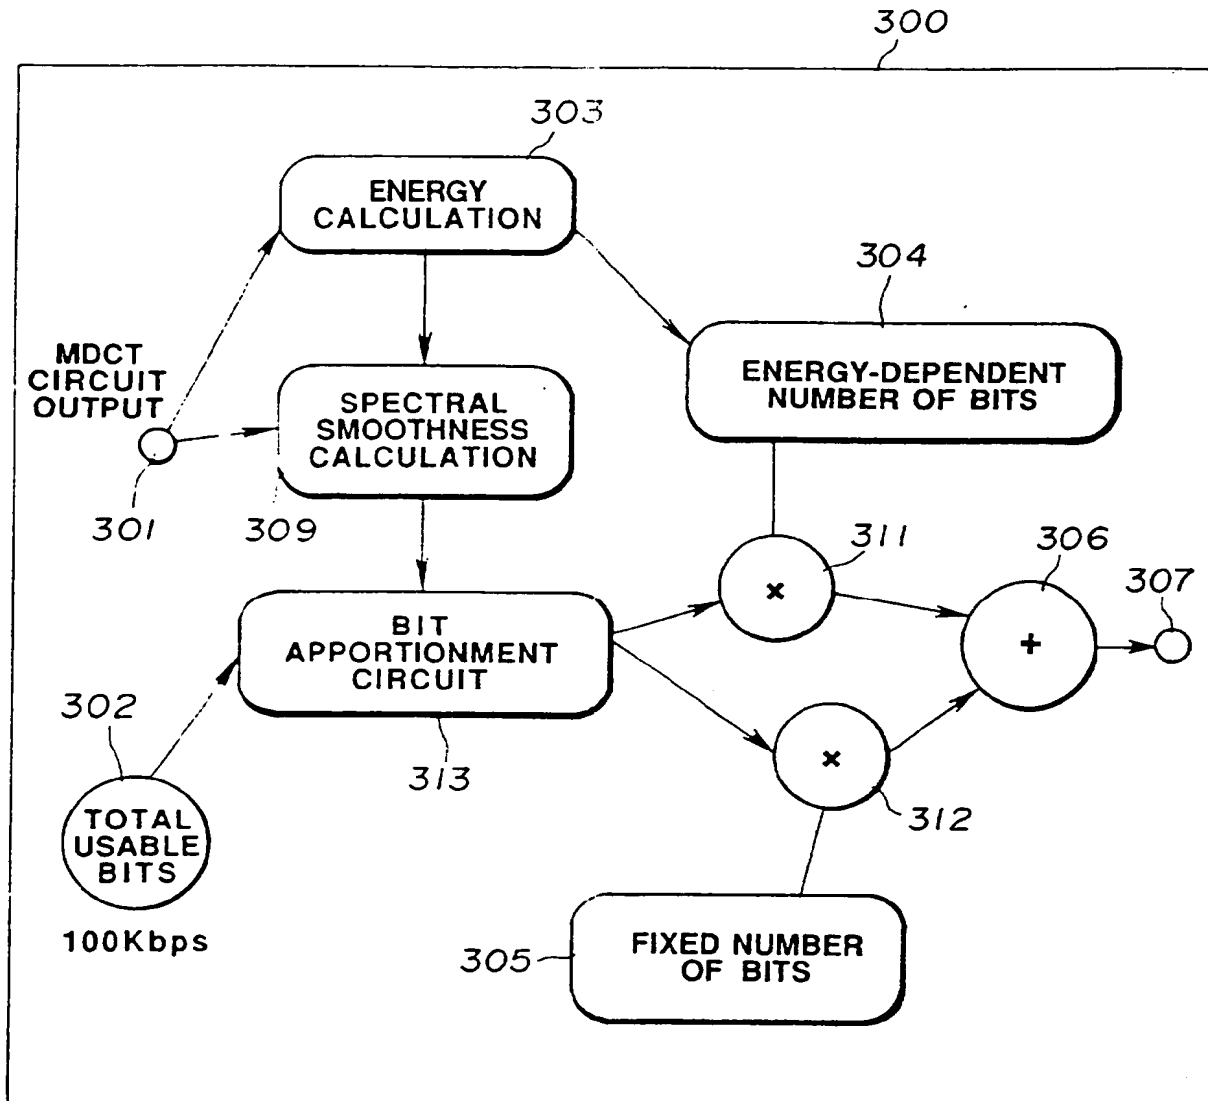 300
303
ENERGY
CALCULATION
304
ENERGY-DEPENDENT
NUMBER OF BITS
MDCT
CIRCUIT
OUTPUT
SPECTRAL
SMOOTHNESS
CALCULATION
301
309
311
306
307
×
+
BIT
APPORTIONMENT
CIRCUIT
302
313
×
312
TOTAL
USABLE
BITS
100Kbps
305
FIXED NUMBER
OF BITS